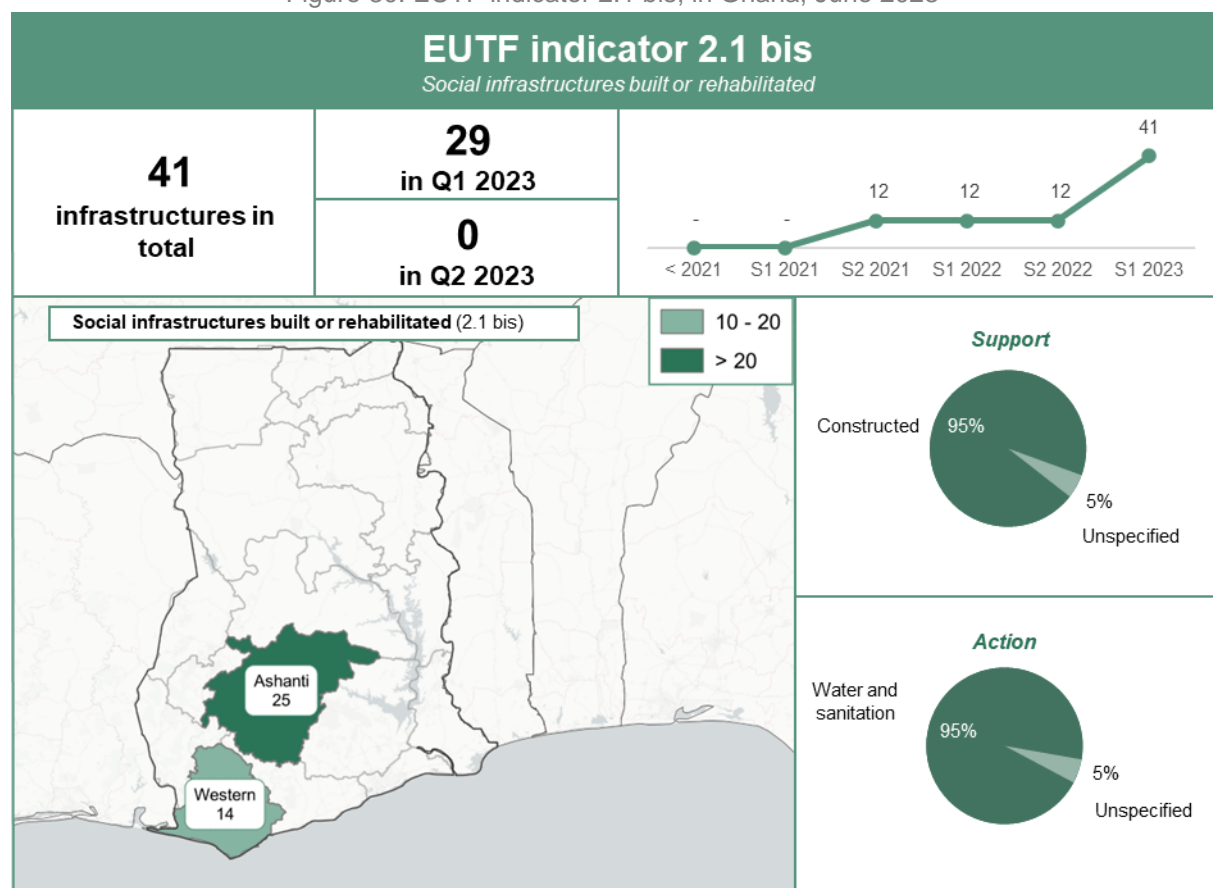 EUTF indicator 2.1 bis
Social infrastructures built or rehabilitated
41
infrastructures in
total
29
in Q1 2023
0
in Q2 2023
41
12
12
12
-
-
< 2021
S1 2021
S2 2021
S1 2022
S2 2022
S1 2023
Social infrastructures built or rehabilitated (2.1 bis)
10 - 20
> 20
Ashanti
25
Western
14
Support
Constructed
95%
5%
Unspecified
Action
Water and
sanitation
95%
5%
Unspecified